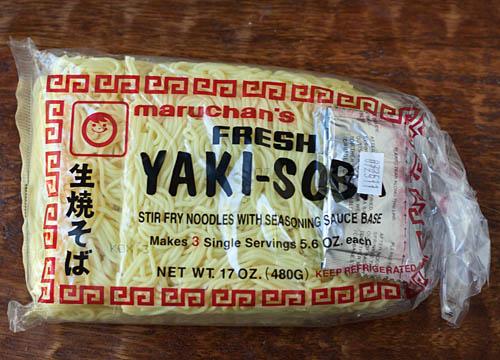 maruchan's
FRESH
YAKI-SOB
STIR FRY NOODLES WITH SEASONING SAUCE BASE
Makes 3 Single Servings 5.6 OZ. each
NET WT. 17 OZ. (480G)
KEEP REFRIGERATED
生焼そば